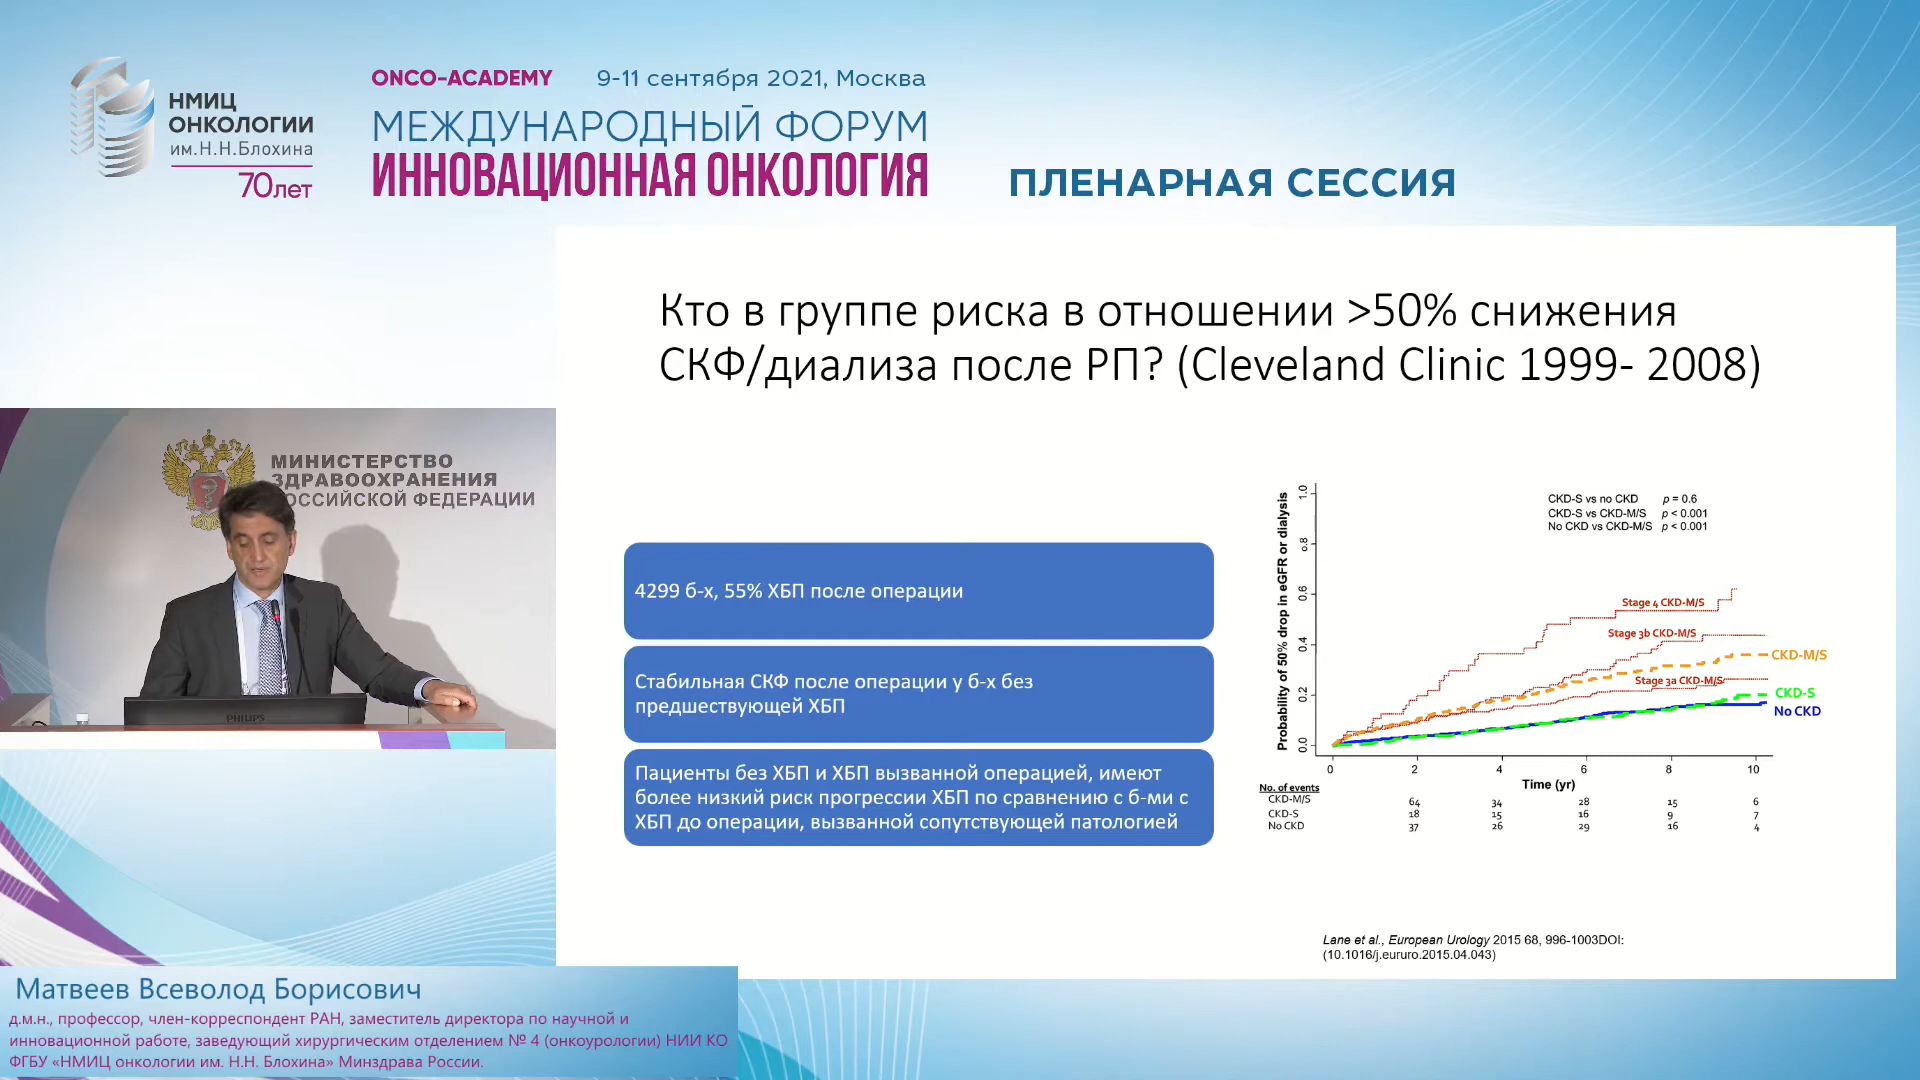 НМИЦ
ОНКОЛОГИИ
им.Н.Н.Блохина
70лет
ONCO-ACADEMY 9-11 сентября 2021, Москва
МЕЖДУНАРОДНЫЙ ФОРУМ
ИННОВАЦИОННАЯ ОНКОЛОГИЯ
ПЛЕНАРНАЯ СЕССИЯ
Кто в группе риска в отношении >50% снижения
СКФ/диализа после РП? (Cleveland Clinic 1999- 2008)
МИНИСТЕРСТВО
ЗДРАВООХРАНЕНИЯ
РОССИЙСКОЙ ФЕДЕРАЦИИ
PHILIPS
4299 б-х, 55% ХБП после операции
Стабильная СКФ после операции у б-х без
предшествующей ХБП
Пациенты без ХБП и ХБП вызванной операцией, имеют
более низкий риск прогрессии ХБП по сравнению с б-ми с
ХБП до операции, вызванной сопутствующей патологией
Probability of 50% drop in eGFR or dialysis
1.0
0.8
0.6
0.4
0.2
0.0
CKD-S vs no CKD p = 0.6
CKD-S vs CKD-M/S p < 0.001
No CKD vs CKD-M/S p < 0.001
Stage 4 CKD-M/S
Stage 3b CKD-M/S
CKD-M/S
Stage 3a CKD-M/S
CKD-S
No CKD
0 2 4 6 8 10
Time (yr)
No. of events
CKD-M/S 64 34 28 15 6
CKD-S 18 15 16 9 7
No CKD 37 26 29 16 4
Lane et al., European Urology 2015 68, 996-1003DOI:
(10.1016/j.eururo.2015.04.043)
Матвеев Всеволод Борисович
д.м.н., профессор, член-корреспондент РАН, заместитель директора по научной и
инновационной работе, заведующий хирургическим отделением № 4 (онкоурологии) НИИ КО
ФГБУ «НМИЦ онкологии им. Н.Н. Блохина» Минздрава России.